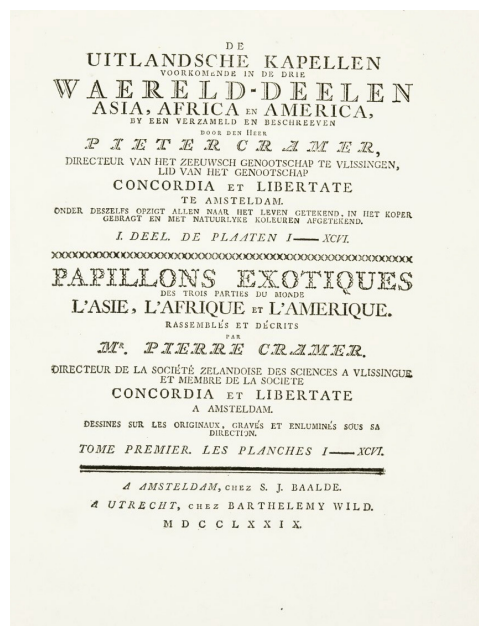 DE
UITLANDSCHE KAPELLEN
VOORKOMENDE IN DE DRIE
WAERELD-DEELEN
ASIA, AFRICA EN AMERICA,
BY EEN VERZAMELD EN BESCHREEVEN
DOOR DEN HEER
PIETER CRAMER,
DIRECTEUR VAN HET ZEEUWSCH GENOOTSCHAP TE VLISSINGEN,
LID VAN HET GENOOTSCHAP
CONCORDIA ET LIBERTATE
TE AMSTELDAM.
ONDER DESZELFS OPZIGT ALLEN NAAR HET LEVEN GETEKEND, IN HET KOPER
GEBRAGT EN MET NATUURLYKE KOLEUREN AFGETEKEND.
I. DEEL. DE PLAATEN I——XCVI.
PAPILLONS EXOTIQUES
DES TROIS PARTIES DU MONDE
L'ASIE, L'AFRIQUE ET L'AMERIQUE.
RASSEMBLÉS ET DÉCRITS
PAR
Mr. PIERRE CRAMER.
DIRECTEUR DE LA SOCIÉTÉ ZELANDOISE DES SCIENCES A VLISSINGUE
ET MEMBRE DE LA SOCIETE
CONCORDIA ET LIBERTATE
A AMSTELDAM.
DESSINES SUR LES ORIGINAUX, GRAVÉS ET ENLUMINÉS SOUS SA
DIRECTION.
TOME PREMIER. LES PLANCHES I——XCVI.
A AMSTELDAM, CHEZ S. J. BAALDE.
A UTRECHT, CHEZ BARTHELEMY WILD.
MDCCLXXIX.